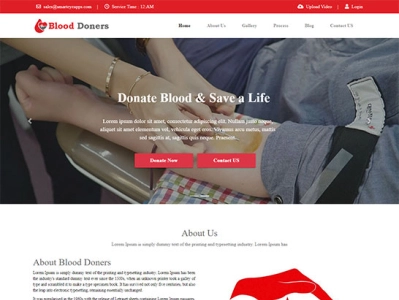 sales@smarteyeapps.com | Service Time : 12:AM Upload Video | Login
Blood Doners Home About Us Gallery Process Blog Contact US
Donate Blood & Save a Life
Lorem ipsum dolor sit amet, consectetur adipiscing elit. Nam pulvinar, quam
aliquet sit amet elementum vel, vehicula eget eros. Vivamus arcu metus, mattis
sed sagittis at, sagittis quis neque. Praesent.
Donate Now Contact US
About Us
Lorem Ipsum is simply dummy text of the printing and typesetting industry. Lorem Ipsum has
About Blood Doners
Lorem Ipsum is simply dummy text of the printing and typesetting industry. Lorem Ipsum has been
the industry's standard dummy text ever since the 1500s, when an unknown printer took a galley of
type and scrambled it to make a type specimen book. It has survived not only five centuries, but also
the leap into electronic typesetting, remaining essentially unchanged.
It was popularised in the 1960s with the release of Letraset sheets containing Lorem Ipsum passages,